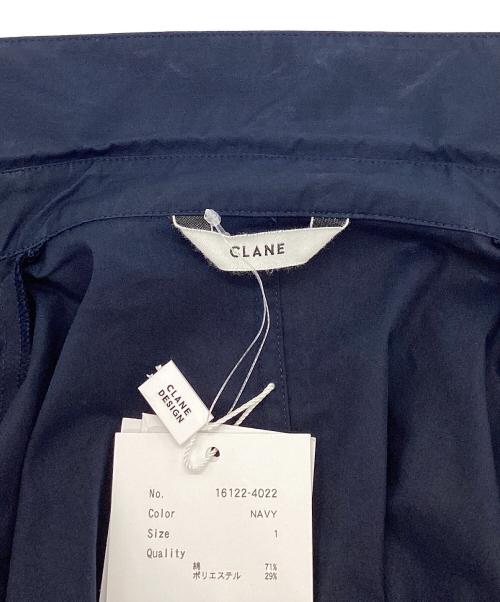 CLANE
CLANE
DESIGN
No. 16122-4022
Color NAVY
Size 1
Quality
綿 71%
ポリエステル 29%